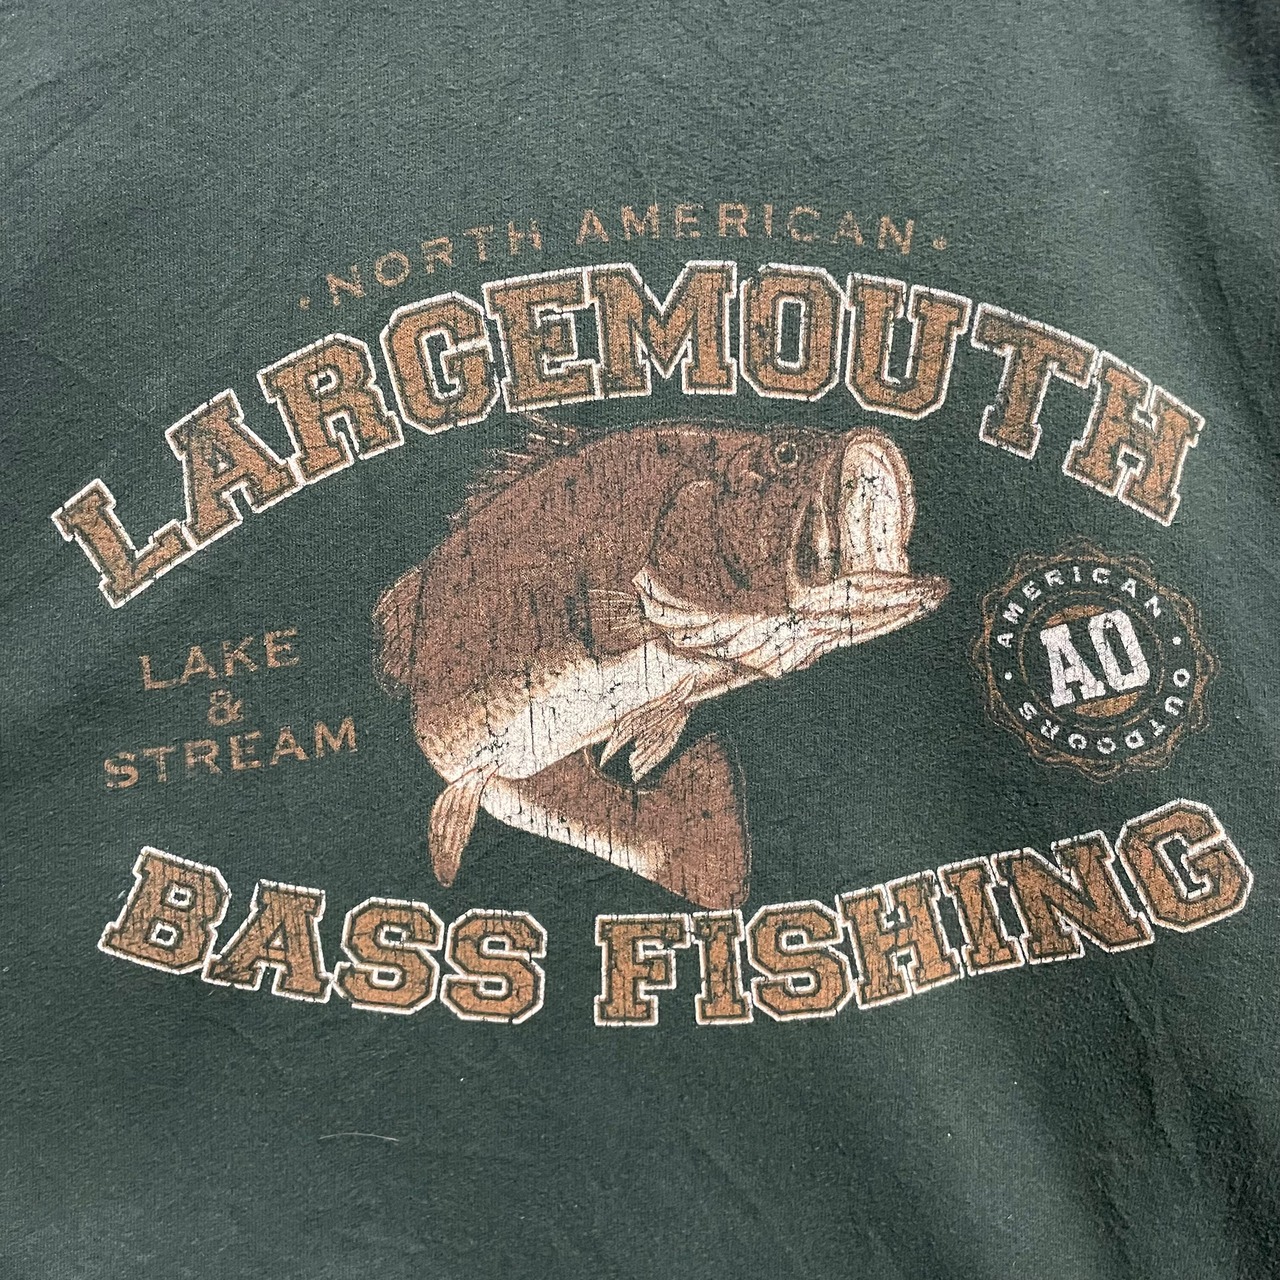 ·NORTH AMERICAN·
LARGEMOUTH
LAKE
&
STREAM
· AMERICAN · OUTDOORS
AO
BASS FISHING